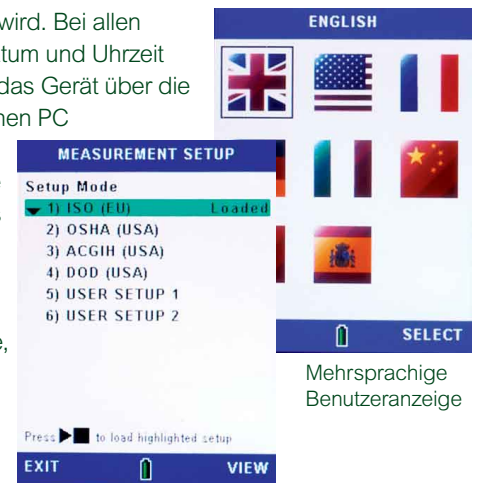 wird. Bei allen
tum und Uhrzeit
das Gerät über die
nen PC
e,
ENGLISH
SELECT
Mehrsprachige
Benutzeranzeige
MEASUREMENT SETUP
Setup Mode
1) ISO (EU) Loaded
2) OSHA (USA)
3) ACGIH (USA)
4) DOD (USA)
5) USER SETUP 1
6) USER SETUP 2
Press to load highlighted setup
EXIT VIEW